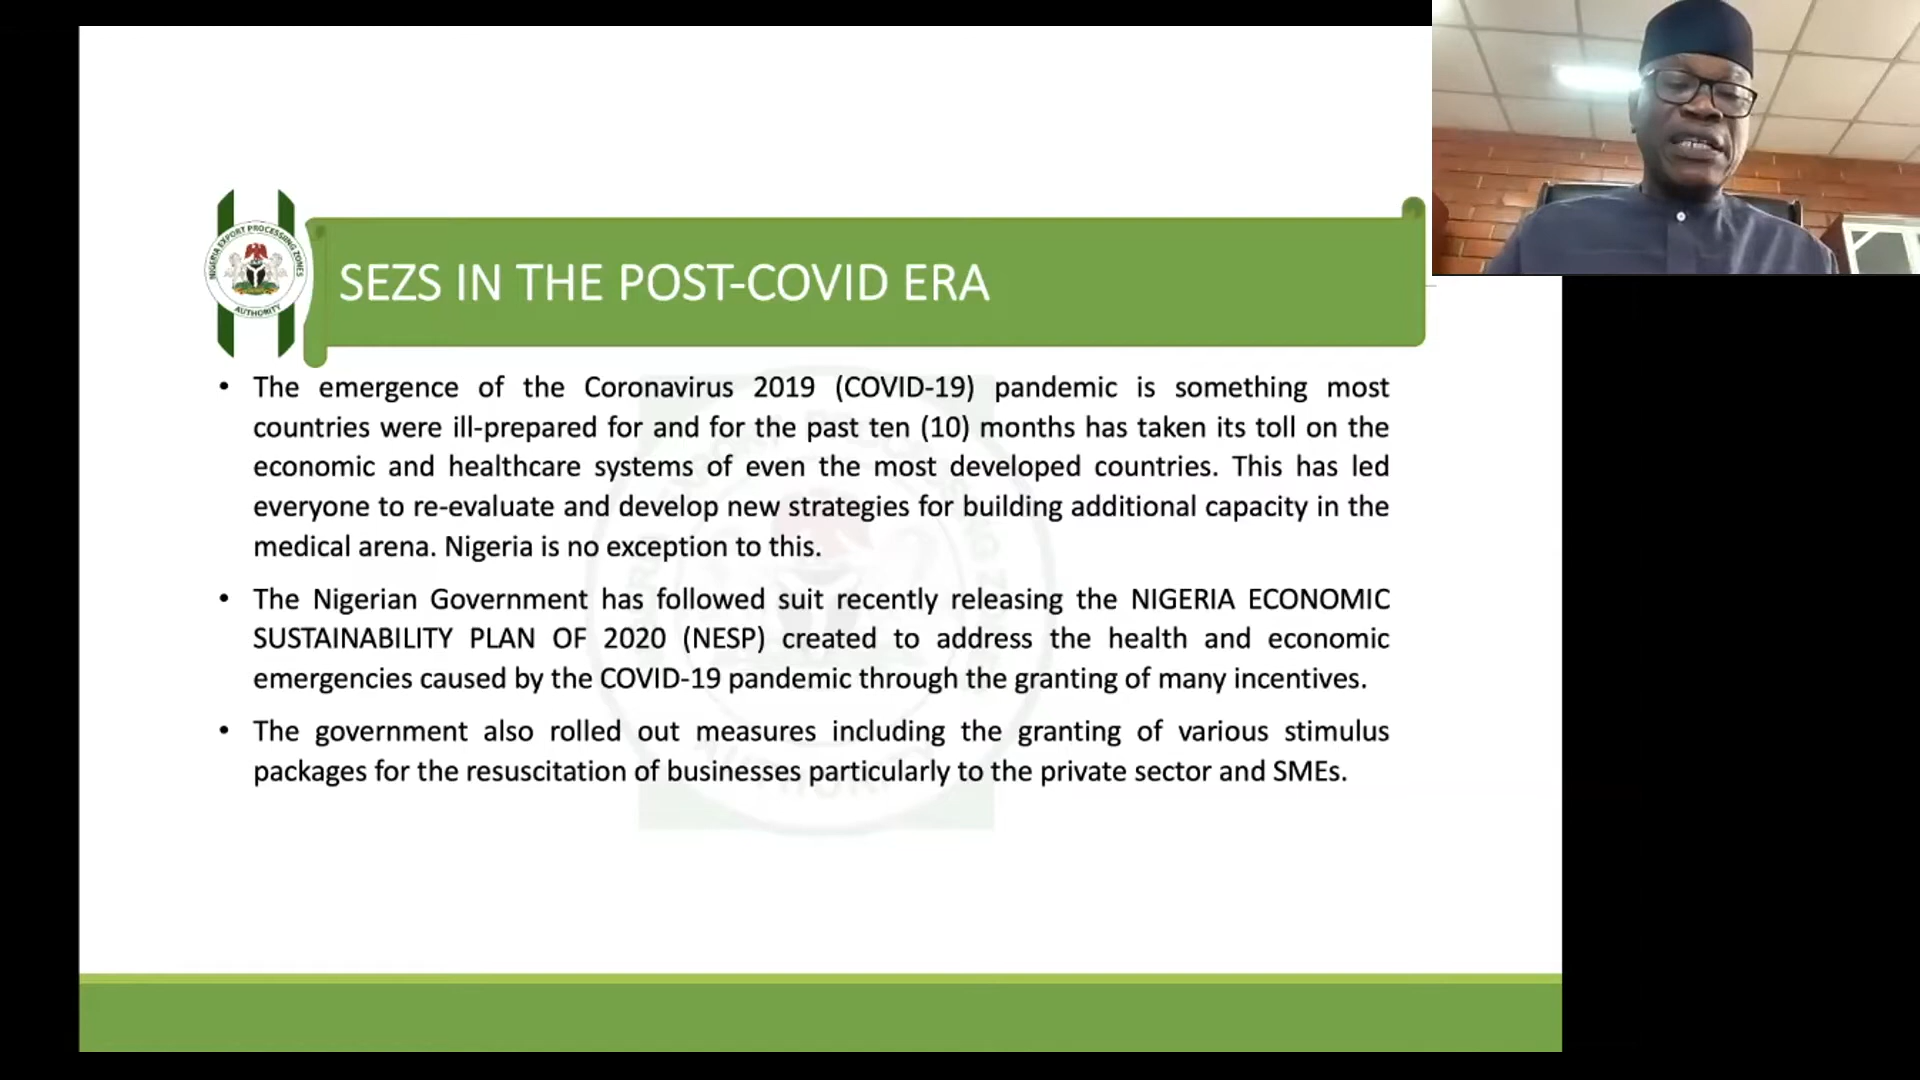 NIGERIA EXPORT PROCESSING ZONES
AUTHORITY
SEZS IN THE POST-COVID ERA
• The emergence of the Coronavirus 2019 (COVID-19) pandemic is something most
countries were ill-prepared for and for the past ten (10) months has taken its toll on the
economic and healthcare systems of even the most developed countries. This has led
everyone to re-evaluate and develop new strategies for building additional capacity in the
medical arena. Nigeria is no exception to this.
• The Nigerian Government has followed suit recently releasing the NIGERIA ECONOMIC
SUSTAINABILITY PLAN OF 2020 (NESP) created to address the health and economic
emergencies caused by the COVID-19 pandemic through the granting of many incentives.
• The government also rolled out measures including the granting of various stimulus
packages for the resuscitation of businesses particularly to the private sector and SMEs.